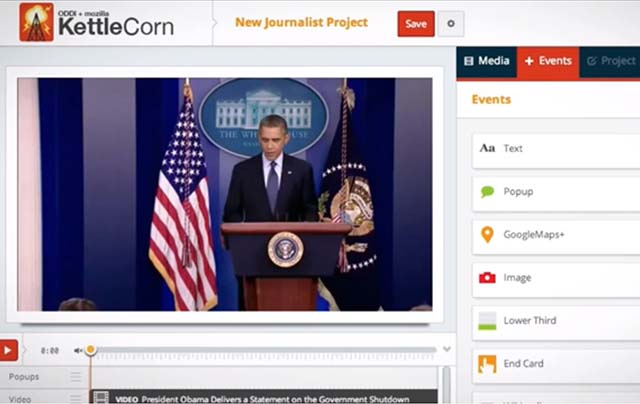 ODDI + mozilla
KettleCorn
New Journalist Project
Save
Media
Events
Project
Events
Aa Text
Popup
GoogleMaps+
Image
Lower Third
End Card
THE WHITE HOUSE
0:00
Popups
Video
VIDEO President Obama Delivers a Statement on the Government Shutdown